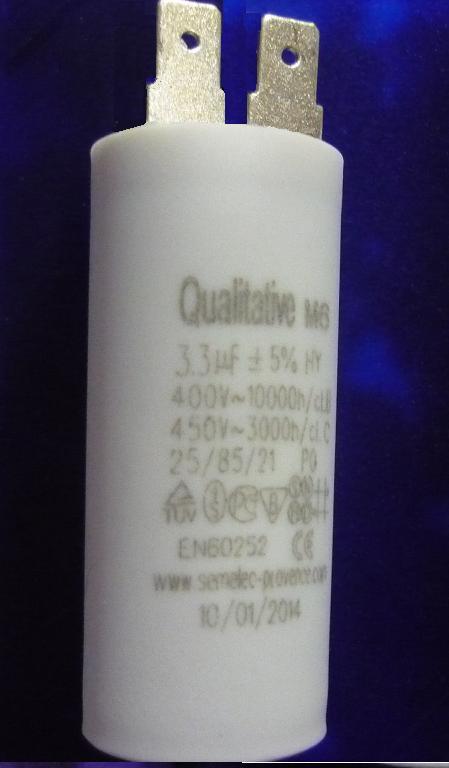 Qualitative M6
3.3µF ± 5% HY
400V~10000h/cl.B
450V~3000h/cl.C
25/85/21 P0
TÜV
EN60252 CE
www.semelec-provence.com
10/01/2014